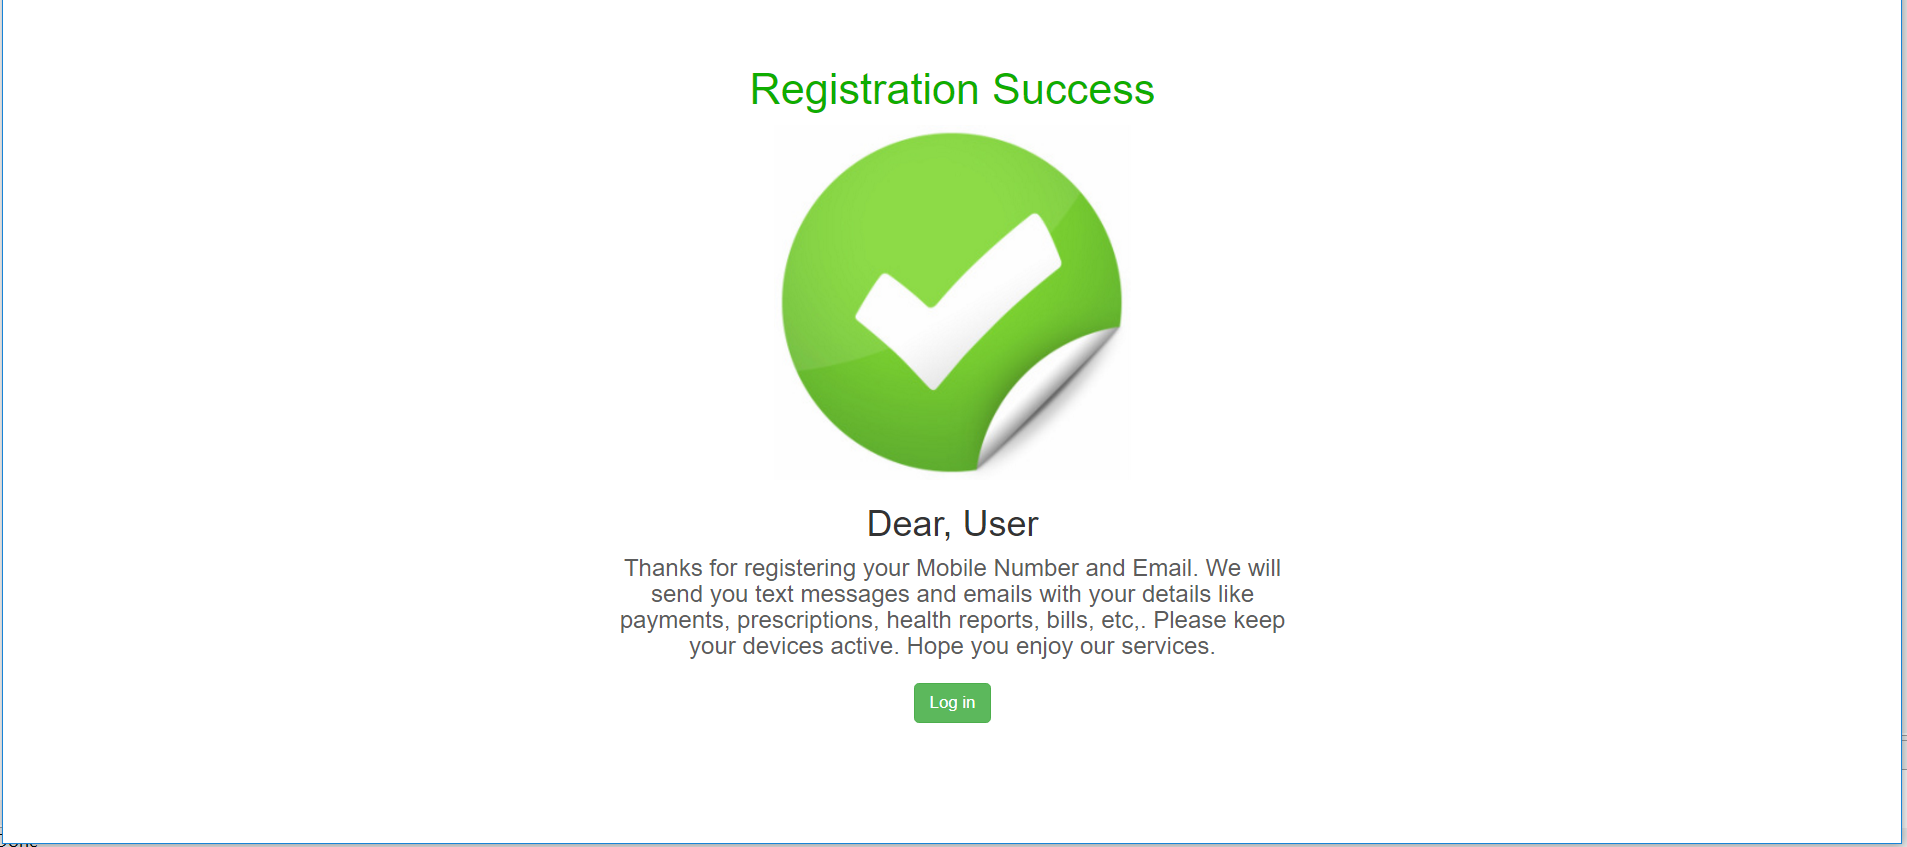 Registration Success
Dear, User
Thanks for registering your Mobile Number and Email. We will
send you text messages and emails with your details like
payments, prescriptions, health reports, bills, etc,. Please keep
your devices active. Hope you enjoy our services.
Log in